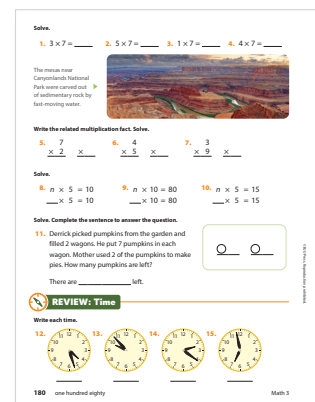 Solve.
1. 3 × 7 = ____ 2. 5 × 7 = ____ 3. 1 × 7 = ____ 4. 4 × 7 = ____
The mesas near
Canyonlands National
Park were carved out
of sedimentary rock by
fast-moving water.
Write the related multiplication fact. Solve.
5. 7 6. 4 7. 3
× 2 × × 5 × × 9 ×
Solve.
8. n × 5 = 10 9. n × 10 = 80 10. n × 5 = 15
__ × 5 = 10 __ × 10 = 80 __ × 5 = 15
Solve. Complete the sentence to answer the question.
11. Derrick picked pumpkins from the garden and
filled 2 wagons. He put 7 pumpkins in each
wagon. Mother used 2 of the pumpkins to make
pies. How many pumpkins are left?
There are ____________ left.
REVIEW: Time
Write each time.
12. 13. 14. 15.
180 one hundred eighty Math 3